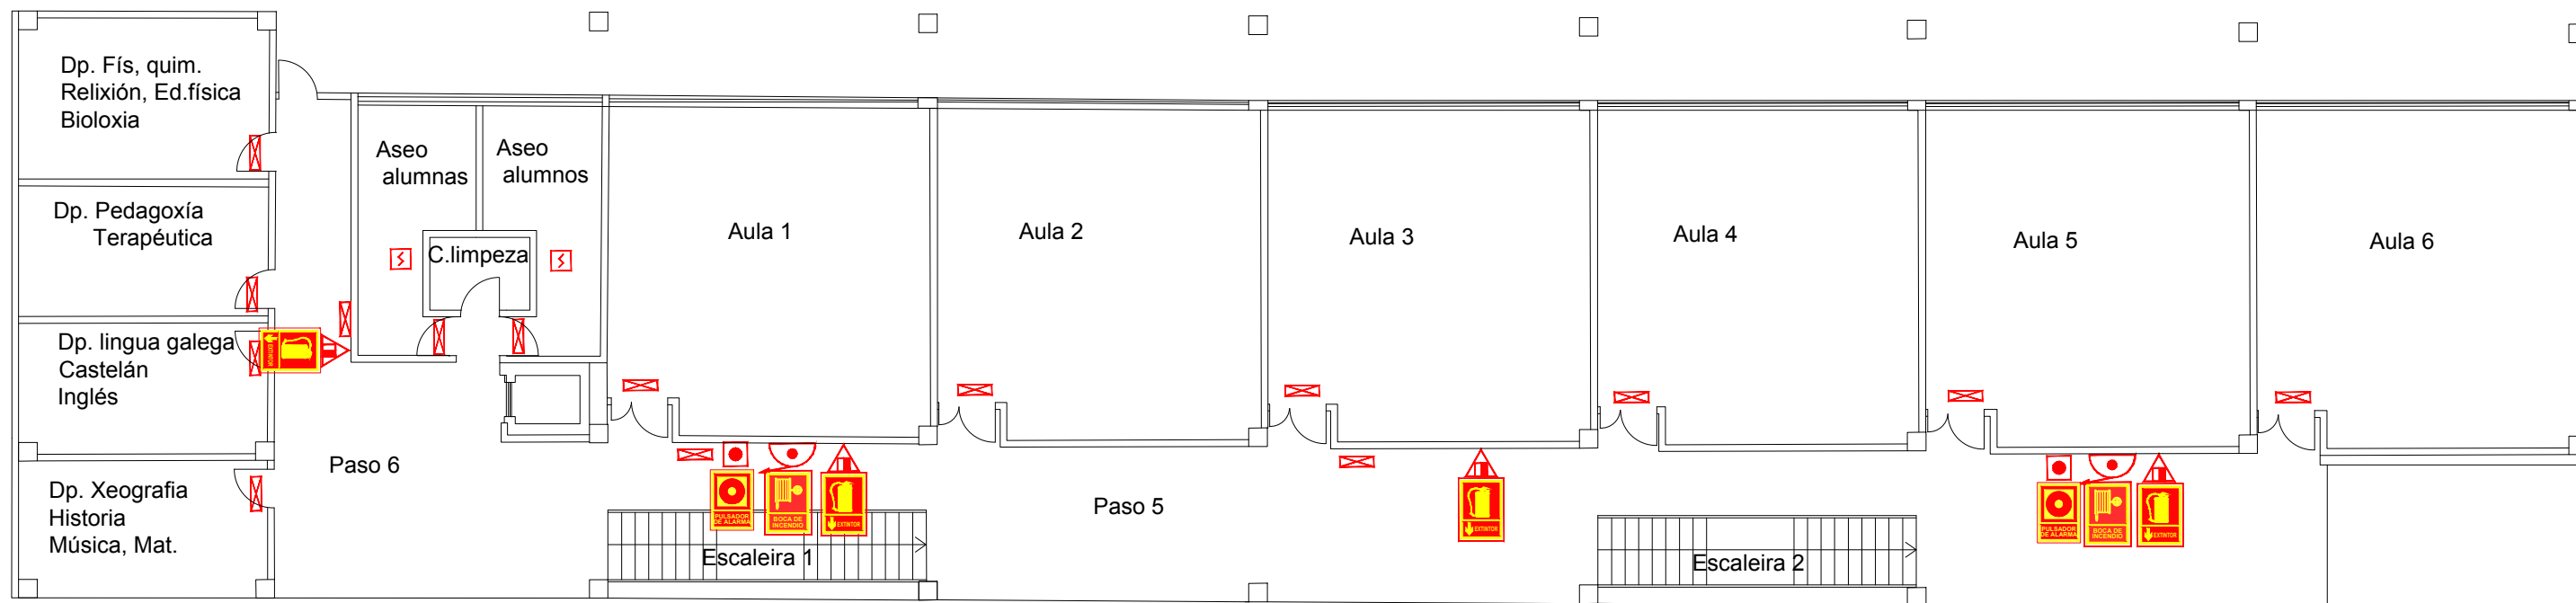 Dp. Fís, quim.
Relixión, Ed.física
Bioloxia
Dp. Pedagoxía
Terapéutica
Dp. lingua galega
Castelán
Inglés
Dp. Xeografia
Historia
Música, Mat.
EXTINTOR
Aseo
alumnas
Aseo
alumnos
C.limpeza
Paso 6
Aula 1
Aula 2
Aula 3
Aula 4
Aula 5
Aula 6
PULSADOR
DE ALARMA
BOCA DE
INCENDIO
EXTINTOR
Escaleira 1
Paso 5
EXTINTOR
Escaleira 2
PULSADOR
DE ALARMA
BOCA DE
INCENDIO
EXTINTOR